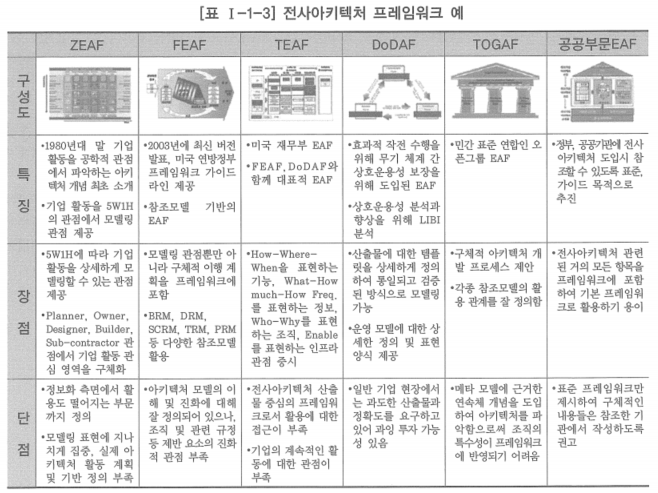 [표 Ⅰ-1-3] 전사아키텍처 프레임워크 예
ZEAF
FEAF
TEAF
DoDAF
TOGAF
공공부문EAF
구성도
특징
•1980년대 말 기업
활동을 공학적 관점
에서 파악하는 아키
텍처 개념 최초 소개
•기업 활동을 5W1H
의 관점에서 모델링
관점 제공
•2003년에 최신 버전
발표, 미국 연방정부
프레임워크 가이드
라인 제공
•참조모델 기반의
EAF
•미국 재무부 EAF
•FEAF, DoDAF와
함께 대표적 EAF
•효과적 작전 수행을
위해 무기 체계 간
상호운용성 보장을
위해 도입된 EAF
•상호운용성 분석과
향상을 위해 LIBI
분석
•민간 표준 연합인 오
픈그룹 EAF
•정부, 공공기관에 전사
아키텍처 도입시 참
조할 수 있도록 표준,
가이드 목적으로
추진
장점
•5W1H에 따라 기업
활동을 상세하게 모
델링할 수 있는 관점
제공
•Planner, Owner,
Designer, Builder,
Sub-contractor 관
점에서 기업 활동 관
심 영역을 구체화
•모델링 관점뿐만 아
니라 구체적 이행 계
획을 프레임워크에
포함
•BRM, DRM,
SCRM, TRM, PRM
등 다양한 참조모델
활용
•How-Where-
When을 표현하는
기능, What-How
much-How Freq.
를 표현하는 정보,
Who-Why를 표현
하는 조직, Enable
를 표현하는 인프라
관점 중시
•산출물에 대한 템플
릿을 상세하게 정의
하여 통일되고 검증
된 방식으로 모델링
가능
•운영 모델에 대한 상
세한 정의 및 표현
양식 제공
•구체적 아키텍처 개
발 프로세스 제안
•각종 참조모델의 활
용 관계를 잘 정의함
•전사아키텍처 관련
된 거의 모든 항목을
프레임워크에 포함
하여 기본 프레임워
크로 활용하기 용이
단점
•정보화 측면에서 활
용도 떨어지는 부문
까지 정의
•모델링 표현에 지나
치게 집중, 실제 아
키텍처 활동 계획
및 기반 정의 부족
•아키텍처 모델의 이
해 및 진화에 대해
잘 정의되어 있으나,
조직 및 관련 규정
등 제반 요소의 진화
적 관점 부족
•전사아키텍처 산출
물 중심의 프레임워
크로서 활용에 대한
접근이 부족
•기업의 계속적인 활
동에 대한 관점이
부족
•일반 기업 현장에서
는 과도한 산출물과
정확도를 요구하고
있어 과잉 투자 가능
성 있음
•메타 모델에 근거한
연속체 개념을 도입
하여 아키텍처를 파
악함으로써 조직의
특수성이 프레임워크
에 반영되기 어려움
•표준 프레임워크만
제시하여 구체적인
내용들은 참조한 기
관에서 작성하도록
권고